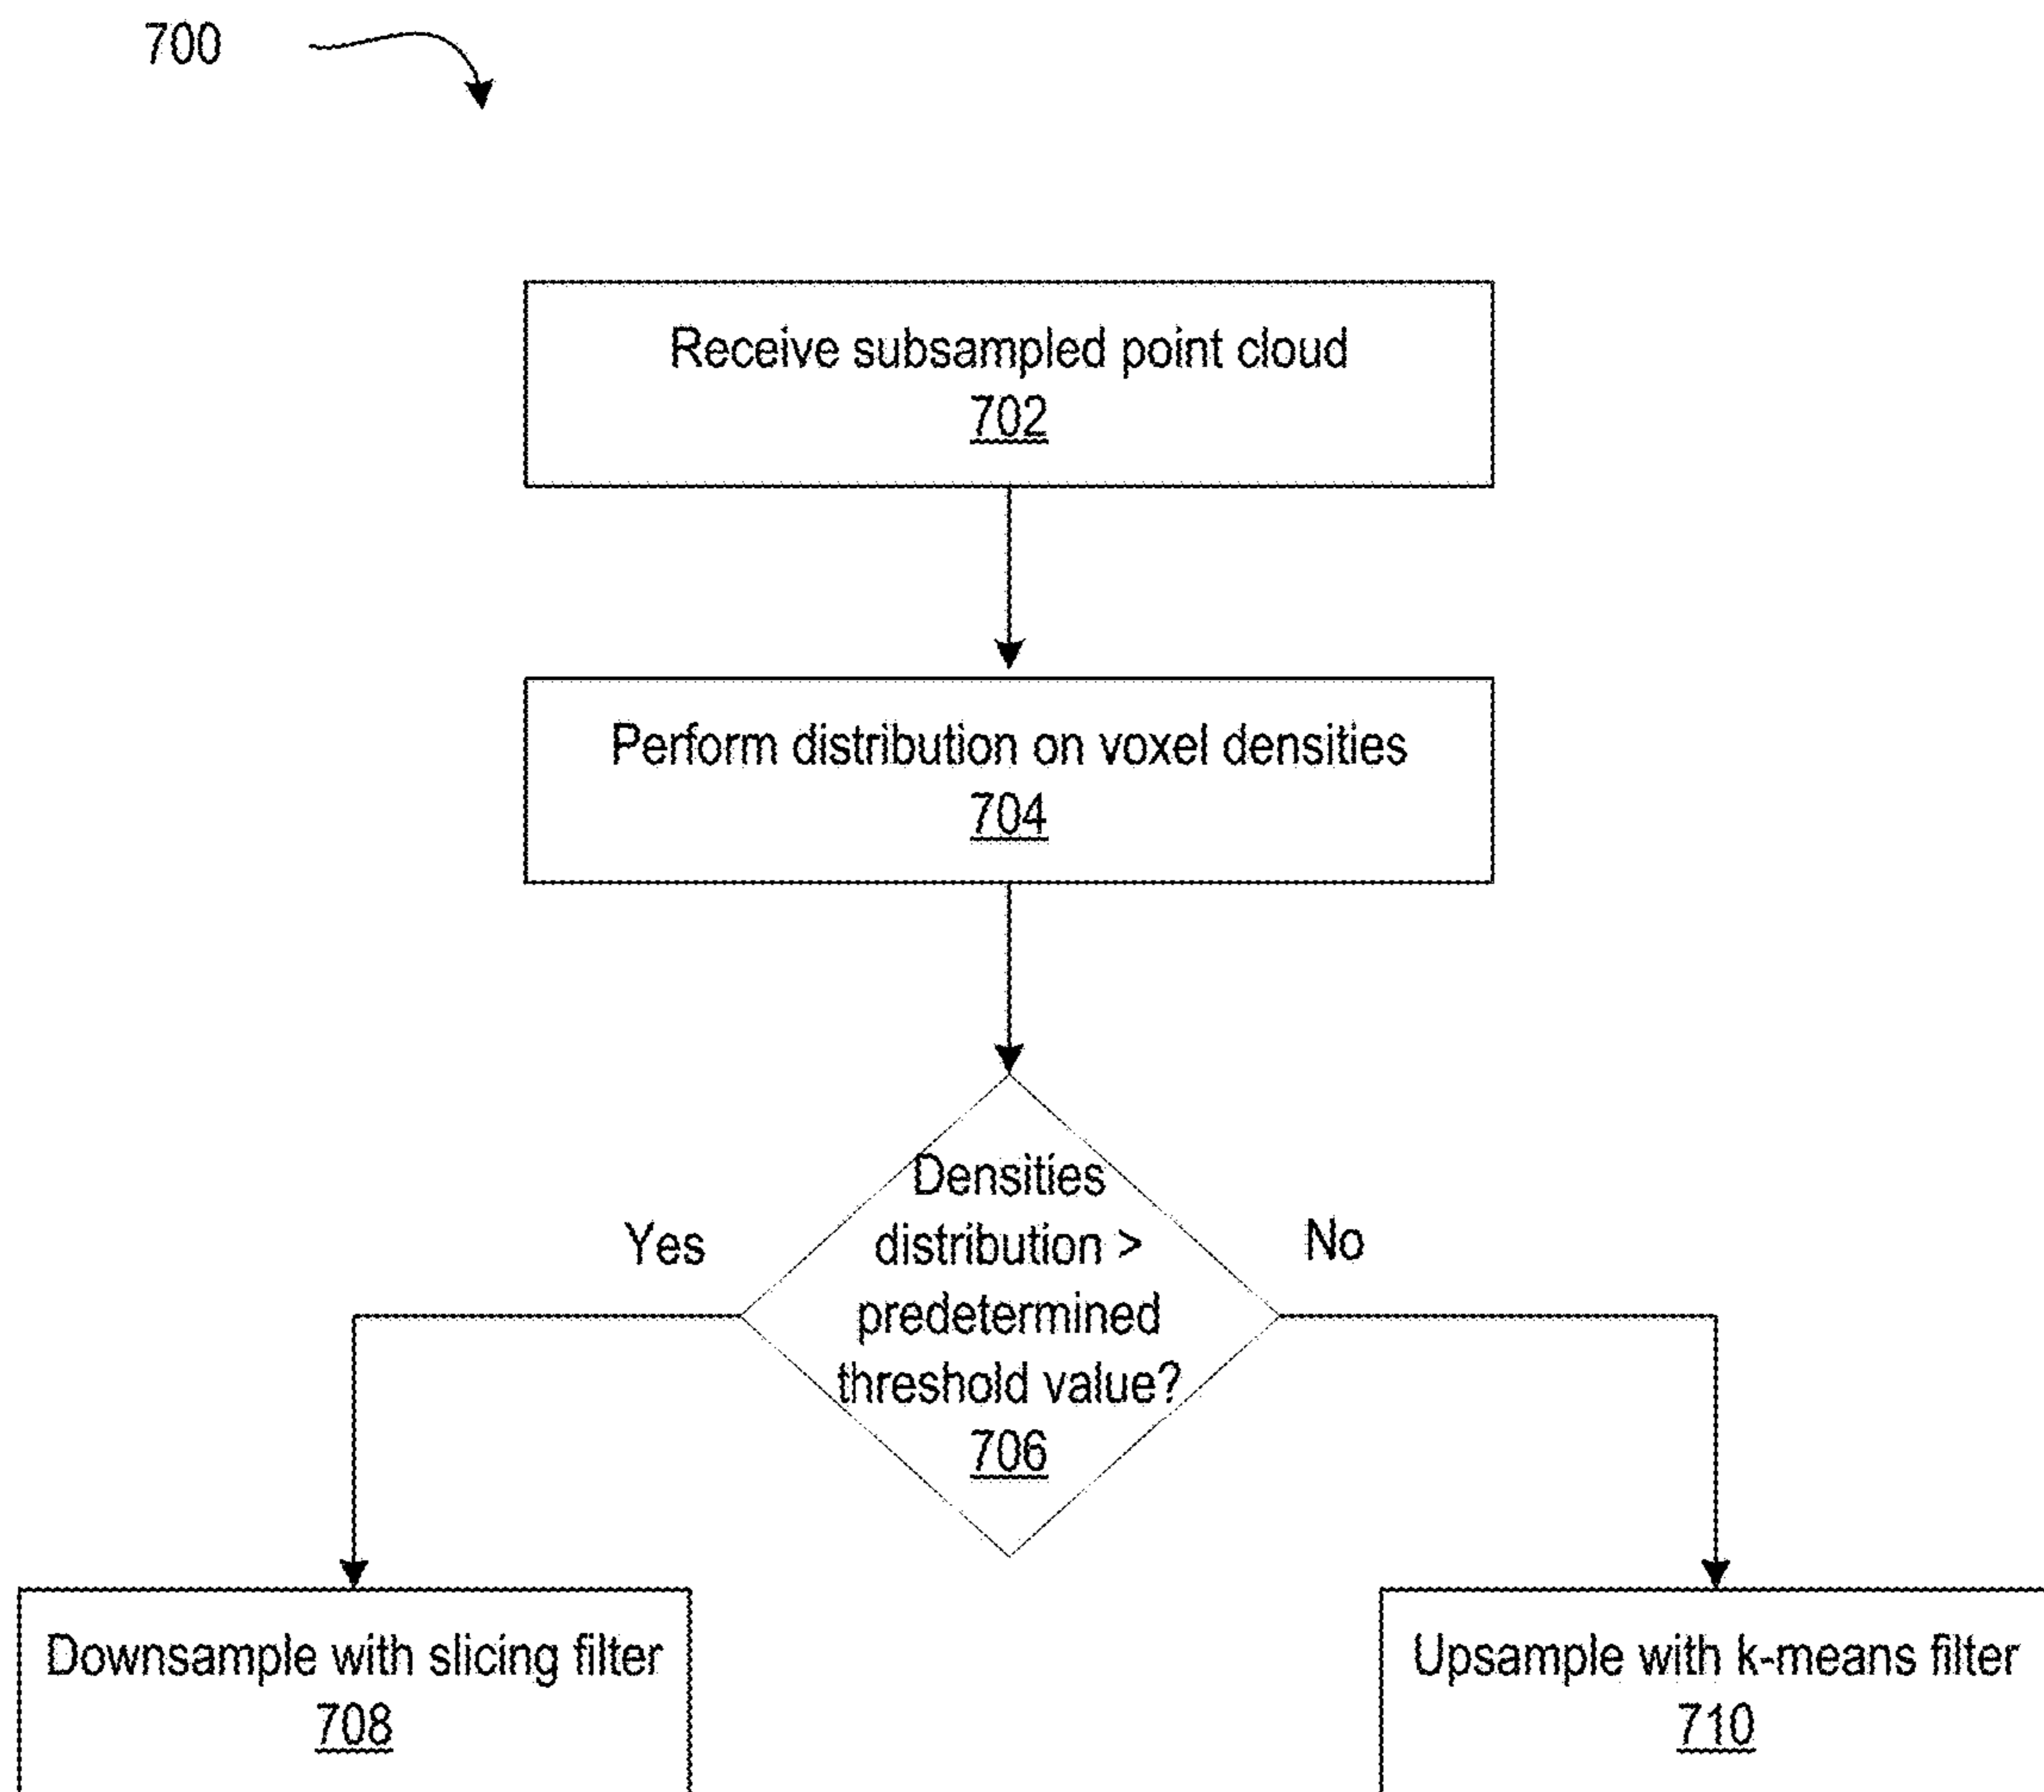 700
Receive subsampled point cloud
702
Perform distribution on voxel densities
704
Densities
distribution >
predetermined
threshold value?
706
Yes
No
Downsample with slicing filter
708
Upsample with k-means filter
710